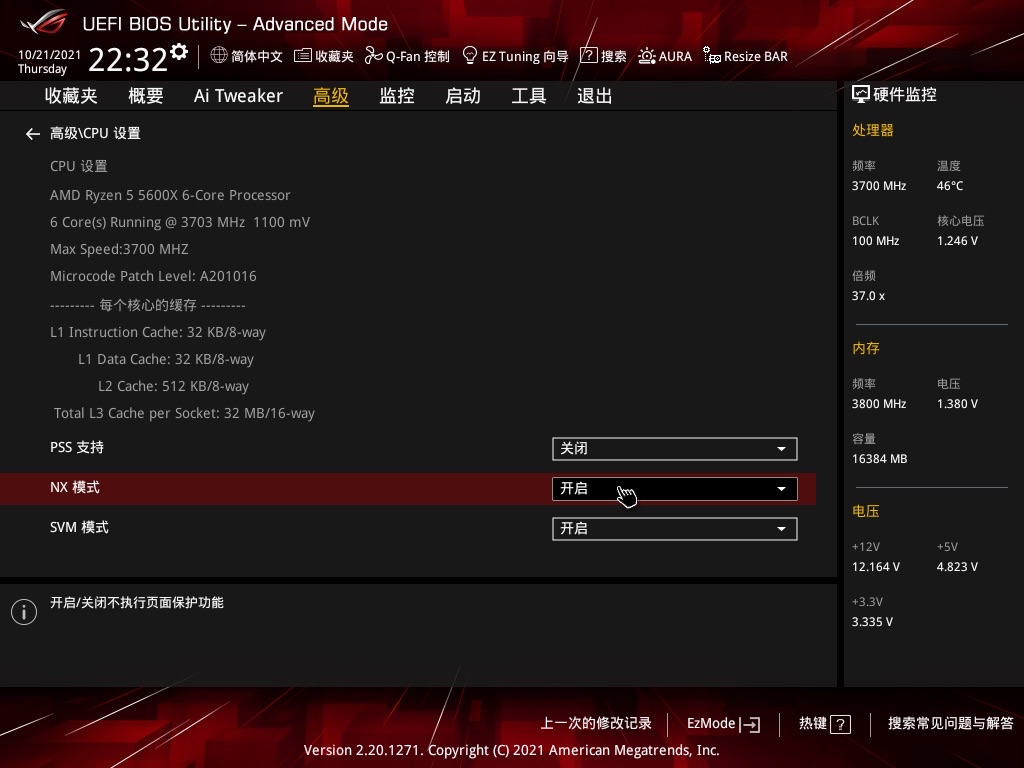 UEFI BIOS Utility – Advanced Mode
10/21/2021
Thursday
22:32
简体中文 收藏夹 Q-Fan 控制 EZ Tuning 向导 ? 搜索 AURA Resize BAR
收藏夹 概要 Ai Tweaker 高级 监控 启动 工具 退出
硬件监控
高级\CPU 设置
CPU 设置
AMD Ryzen 5 5600X 6-Core Processor
6 Core(s) Running @ 3703 MHz 1100 mV
Max Speed:3700 MHZ
Microcode Patch Level: A201016
--------- 每个核心的缓存 ---------
L1 Instruction Cache: 32 KB/8-way
L1 Data Cache: 32 KB/8-way
L2 Cache: 512 KB/8-way
Total L3 Cache per Socket: 32 MB/16-way
PSS 支持 关闭
NX 模式 开启
SVM 模式 开启
开启/关闭不执行页面保护功能
处理器
频率 温度
3700 MHz 46°C
BCLK 核心电压
100 MHz 1.246 V
倍频
37.0 x
内存
频率 电压
3800 MHz 1.380 V
容量
16384 MB
电压
+12V +5V
12.164 V 4.823 V
+3.3V
3.335 V
上一次的修改记录 EzMode 热键 ? 搜索常见问题与解答
Version 2.20.1271. Copyright (C) 2021 American Megatrends, Inc.